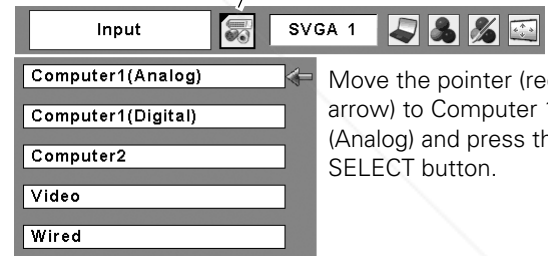 Input
SVGA 1
Computer1(Analog)
Computer1(Digital)
Computer2
Video
Wired
Move the pointer (re
arrow) to Computer 1
(Analog) and press th
SELECT button.